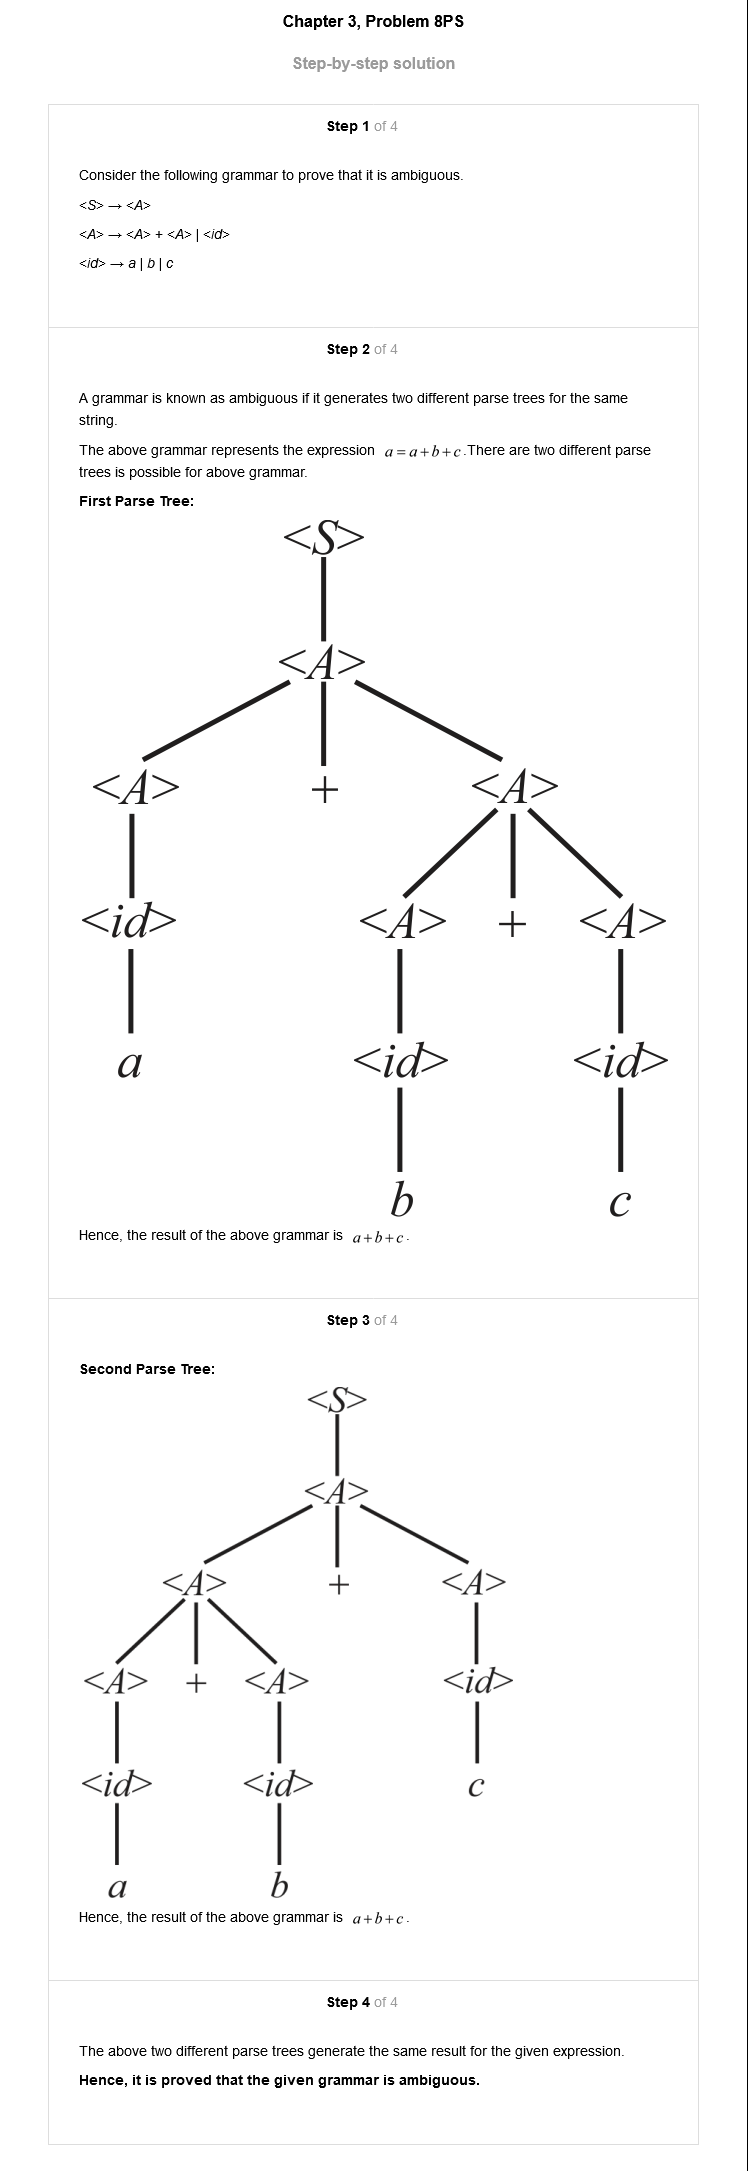 Chapter 3, Problem 8PS
Step-by-step solution
Step 1 of 4
Consider the following grammar to prove that it is ambiguous.
<S> → <A>
<A> → <A> + <A> | <id>
<id> → a | b | c
Step 2 of 4
A grammar is known as ambiguous if it generates two different parse trees for the same
string.
The above grammar represents the expression a=a+b+c.There are two different parse
trees is possible for above grammar.
First Parse Tree:
<S>
<A>
<A> + <A>
<id> <A> + <A>
a <id> <id>
b c
Hence, the result of the above grammar is a+b+c.
Step 3 of 4
Second Parse Tree:
<S>
<A>
<A> + <A>
<A> + <A> <id>
<id> <id> c
a b
Hence, the result of the above grammar is a+b+c.
Step 4 of 4
The above two different parse trees generate the same result for the given expression.
Hence, it is proved that the given grammar is ambiguous.